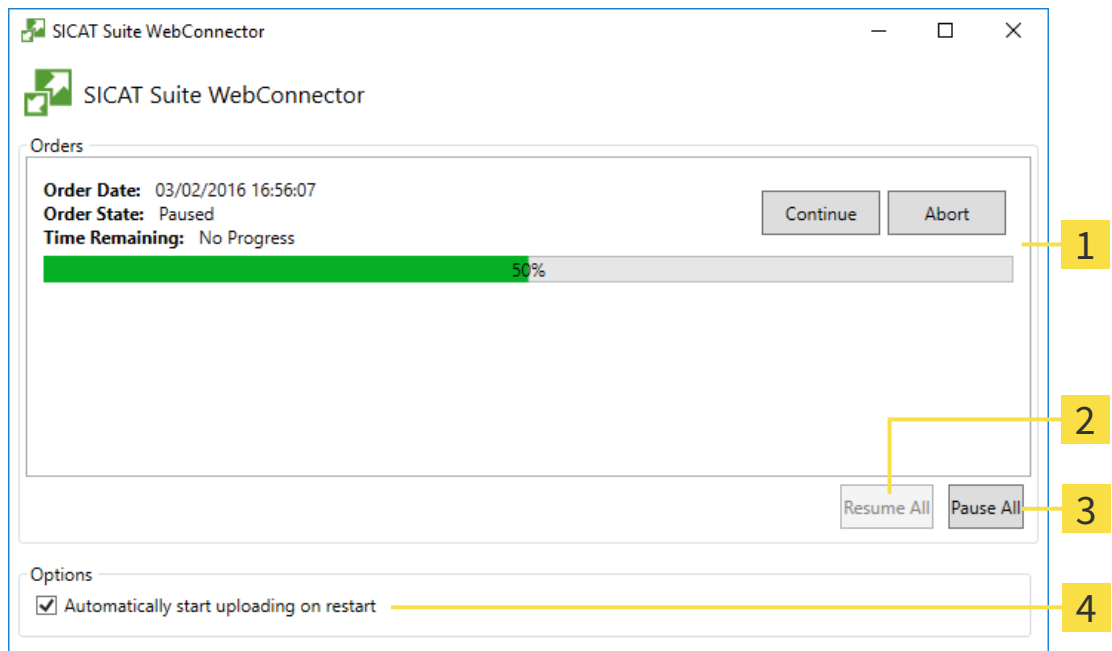 SICAT Suite WebConnector
SICAT Suite WebConnector
Orders
Order Date: 03/02/2016 16:56:07
Order State: Paused
Time Remaining: No Progress
Continue
Abort
1
50%
2
Resume All
Pause All
3
Options
Automatically start uploading on restart
4